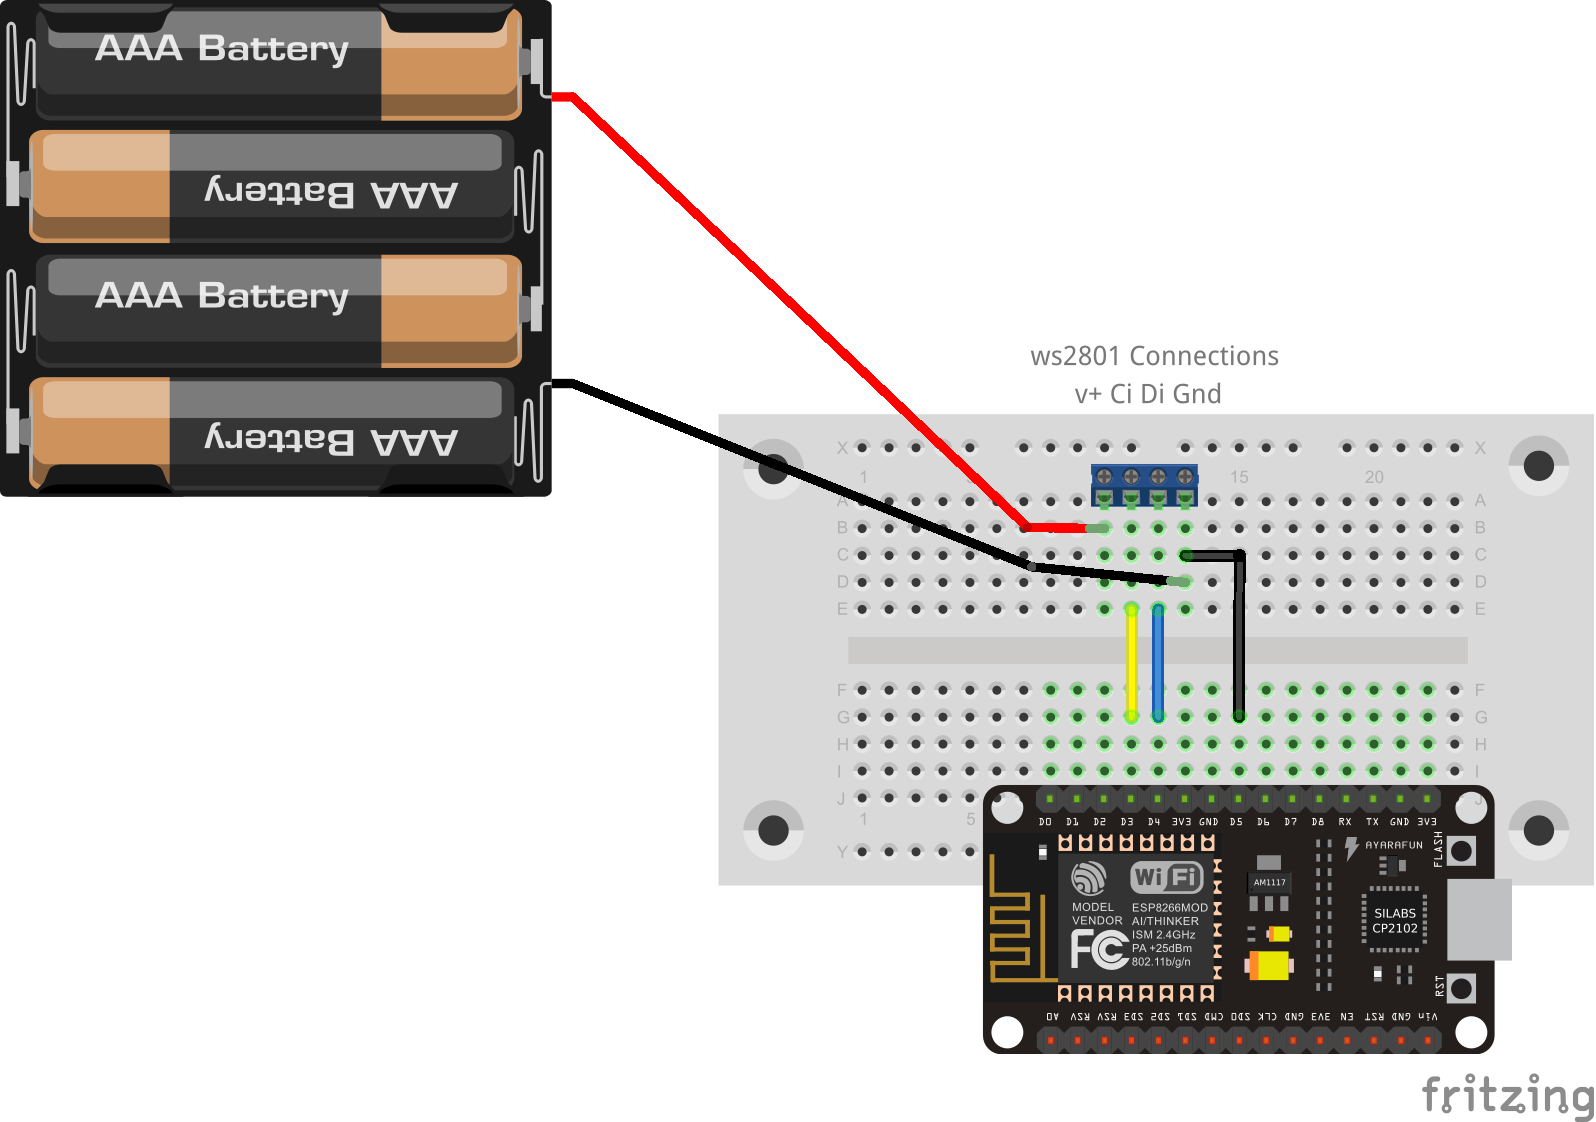 AAA Battery
AAA Battery
AAA Battery
AAA Battery
ws2801 Connections
v+ Ci Di Gnd
X X
1 15 20
A A
B B
C C
D D
E E
F F
G G
H H
I I
J J
1 5
Y
D0 D1 D2 D3 D4 3V3 GND D5 D6 D7 D8 RX TX GND 3V3
FLASH
AYARAFUN
WiFi
AM1117
MODEL ESP8266MOD
VENDOR AI/THINKER
ISM 2.4GHz
PA +25dBm
802.11b/g/n
FC
SILABS
CP2102
RST
A0 RSV RSV SD3 SD2 SD1 CMD SD0 CLK GND 3V3 EN RST GND Vin
fritzing